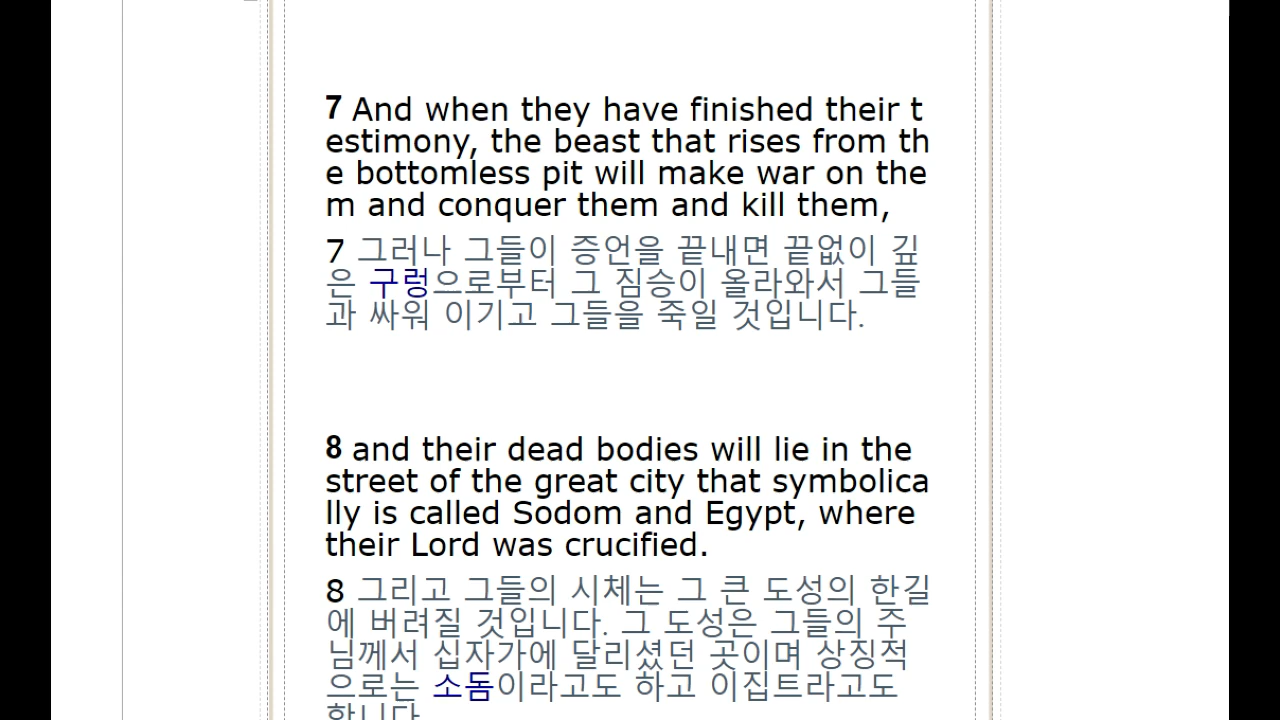 7 And when they have finished their t
estimony, the beast that rises from th
e bottomless pit will make war on the
m and conquer them and kill them,
7 그러나 그들이 증언을 끝내면 끝없이 깊
은 구렁으로부터 그 짐승이 올라와서 그들
과 싸워 이기고 그들을 죽일 것입니다.
8 and their dead bodies will lie in the
street of the great city that symbolica
lly is called Sodom and Egypt, where
their Lord was crucified.
8 그리고 그들의 시체는 그 큰 도성의 한길
에 버려질 것입니다. 그 도성은 그들의 주
님께서 십자가에 달리셨던 곳이며 상징적
으로는 소돔이라고도 하고 이집트라고도
합니다